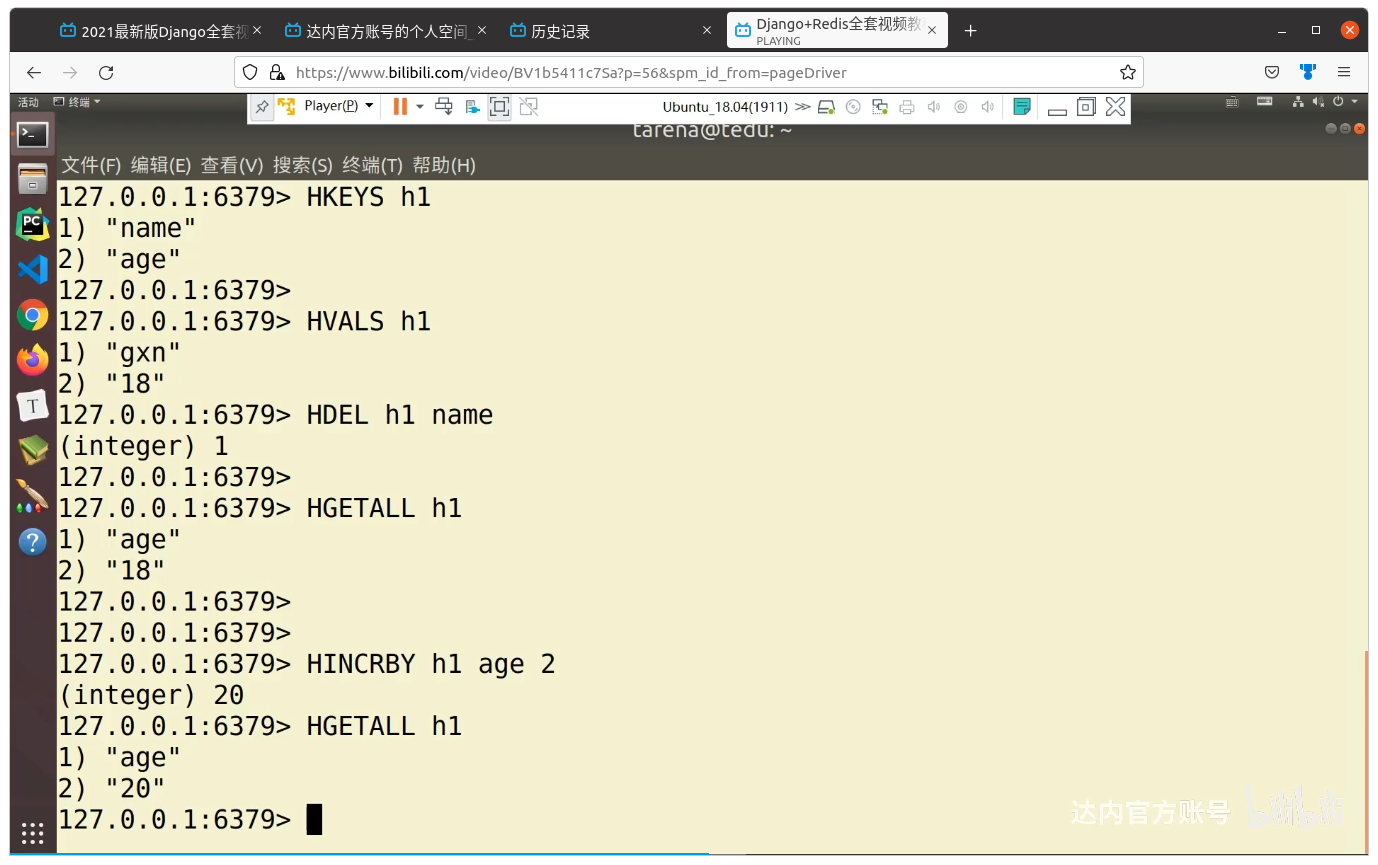 2021最新版Django全套视
达内官方账号的个人空间_
历史记录
Django+Redis全套视频教
PLAYING
https://www.bilibili.com/video/BV1b5411c7Sa?p=56&spm_id_from=pageDriver
活动
终端
Player(P)
Ubuntu_18.04(1911)
tarena@tedu: ~
文件(F) 编辑(E) 查看(V) 搜索(S) 终端(T) 帮助(H)
127.0.0.1:6379> HKEYS h1
1) "name"
2) "age"
127.0.0.1:6379>
127.0.0.1:6379> HVALS h1
1) "gxn"
2) "18"
127.0.0.1:6379> HDEL h1 name
(integer) 1
127.0.0.1:6379>
127.0.0.1:6379> HGETALL h1
1) "age"
2) "18"
127.0.0.1:6379>
127.0.0.1:6379>
127.0.0.1:6379> HINCRBY h1 age 2
(integer) 20
127.0.0.1:6379> HGETALL h1
1) "age"
2) "20"
127.0.0.1:6379>
达内官方账号 bilibili